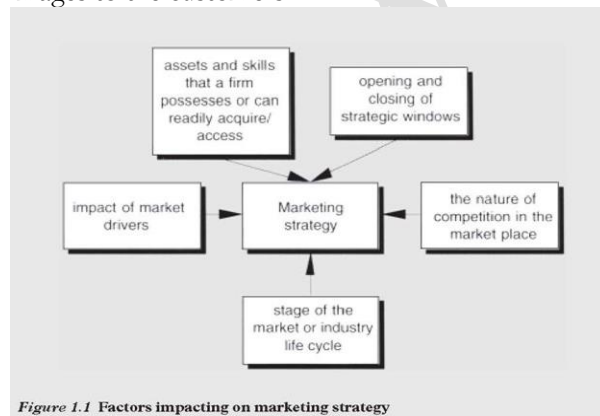 assets and skills
that a firm
possesses or can
readily acquire/
access
opening and
closing of
strategic windows
impact of market
drivers
Marketing
strategy
the nature of
competition in the
market place
stage of the
market or industry
life cycle
Figure 1.1 Factors impacting on marketing strategy